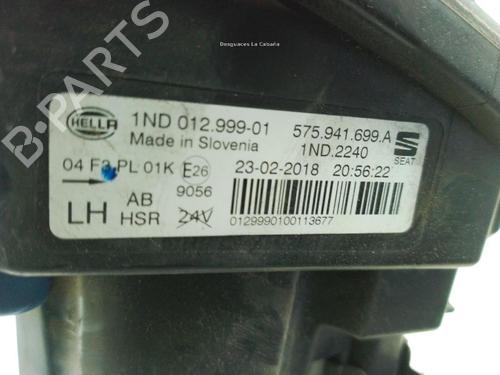 Desguaces La Cabaña
HELLA
1ND 012.999-01 575.941.699.A
Made in Slovenia 1ND.2240
SEAT
04 F3 PL 01K E26 23-02-2018 20:56:22
9056
LH AB
HSR 24V
0129990100113677
B-PARTS